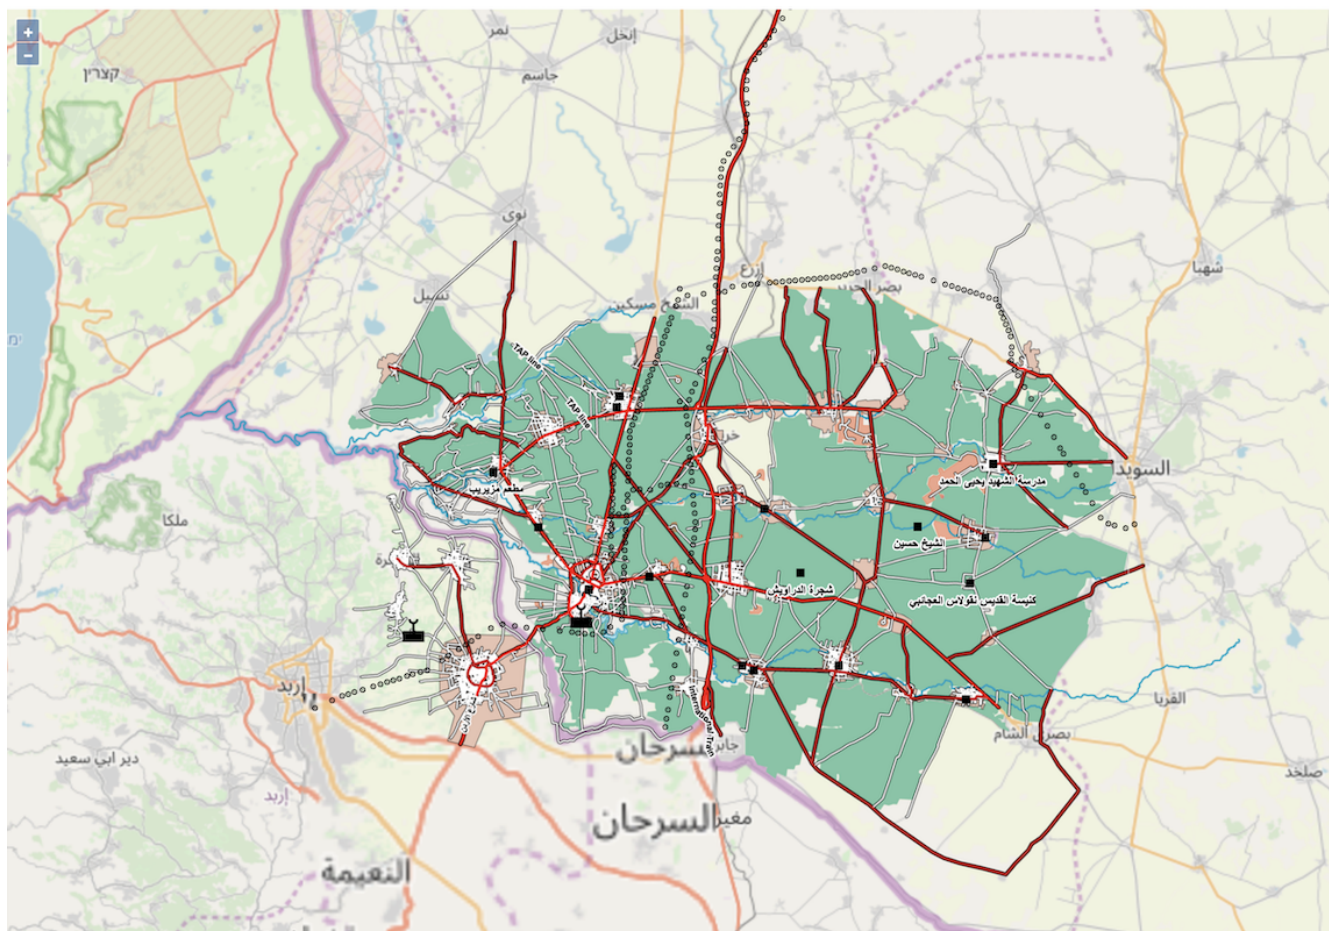 +
−
نمر
إنخل
קצרין
جاسم
نوى
شهبا
إزرع
تسيل
الشيخ مسكين
بصر الحرير
TAP line
TAP line
السويداء
مدرسة الشهيد يحيى الحمد
مطعم مزيريب
ملكا
الشيخ حسين
شجرة الدراويش
كنيسة القديس نقولاس العجائبي
إربد
القريا
International Train
جابر
السرحان
بصرى الشام
دير ابي سعيد
صلخد
إربد
السرحان
مغير
النعيمة